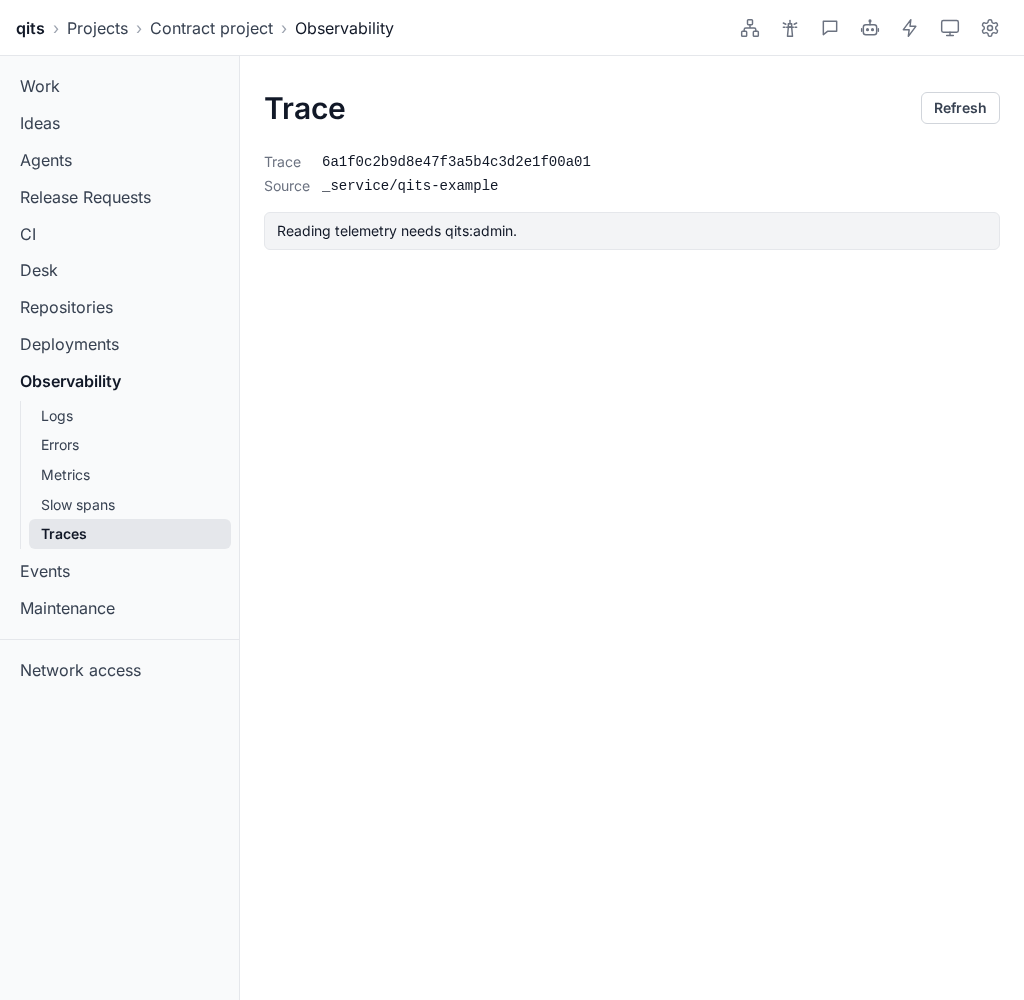 qits › Projects › Contract project › Observability
Work
Ideas
Agents
Release Requests
CI
Desk
Repositories
Deployments
Observability
Logs
Errors
Metrics
Slow spans
Traces
Events
Maintenance
Network access
Trace
Refresh
Trace 6a1f0c2b9d8e47f3a5b4c3d2e1f00a01
Source _service/qits-example
Reading telemetry needs qits:admin.